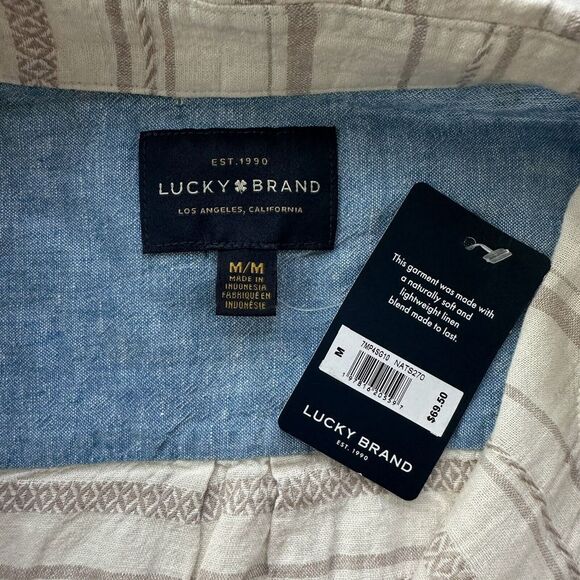 EST.1990
LUCKY BRAND
LOS ANGELES, CALIFORNIA
M/M
MADE IN
INDONESIA
FABRIQUÉ EN
INDONÉSIE
This garment was made with
a naturally soft and
lightweight linen
blend made to last.
7MP4SG10 NATS270
M
$69.50
LUCKY BRAND
EST. 1990